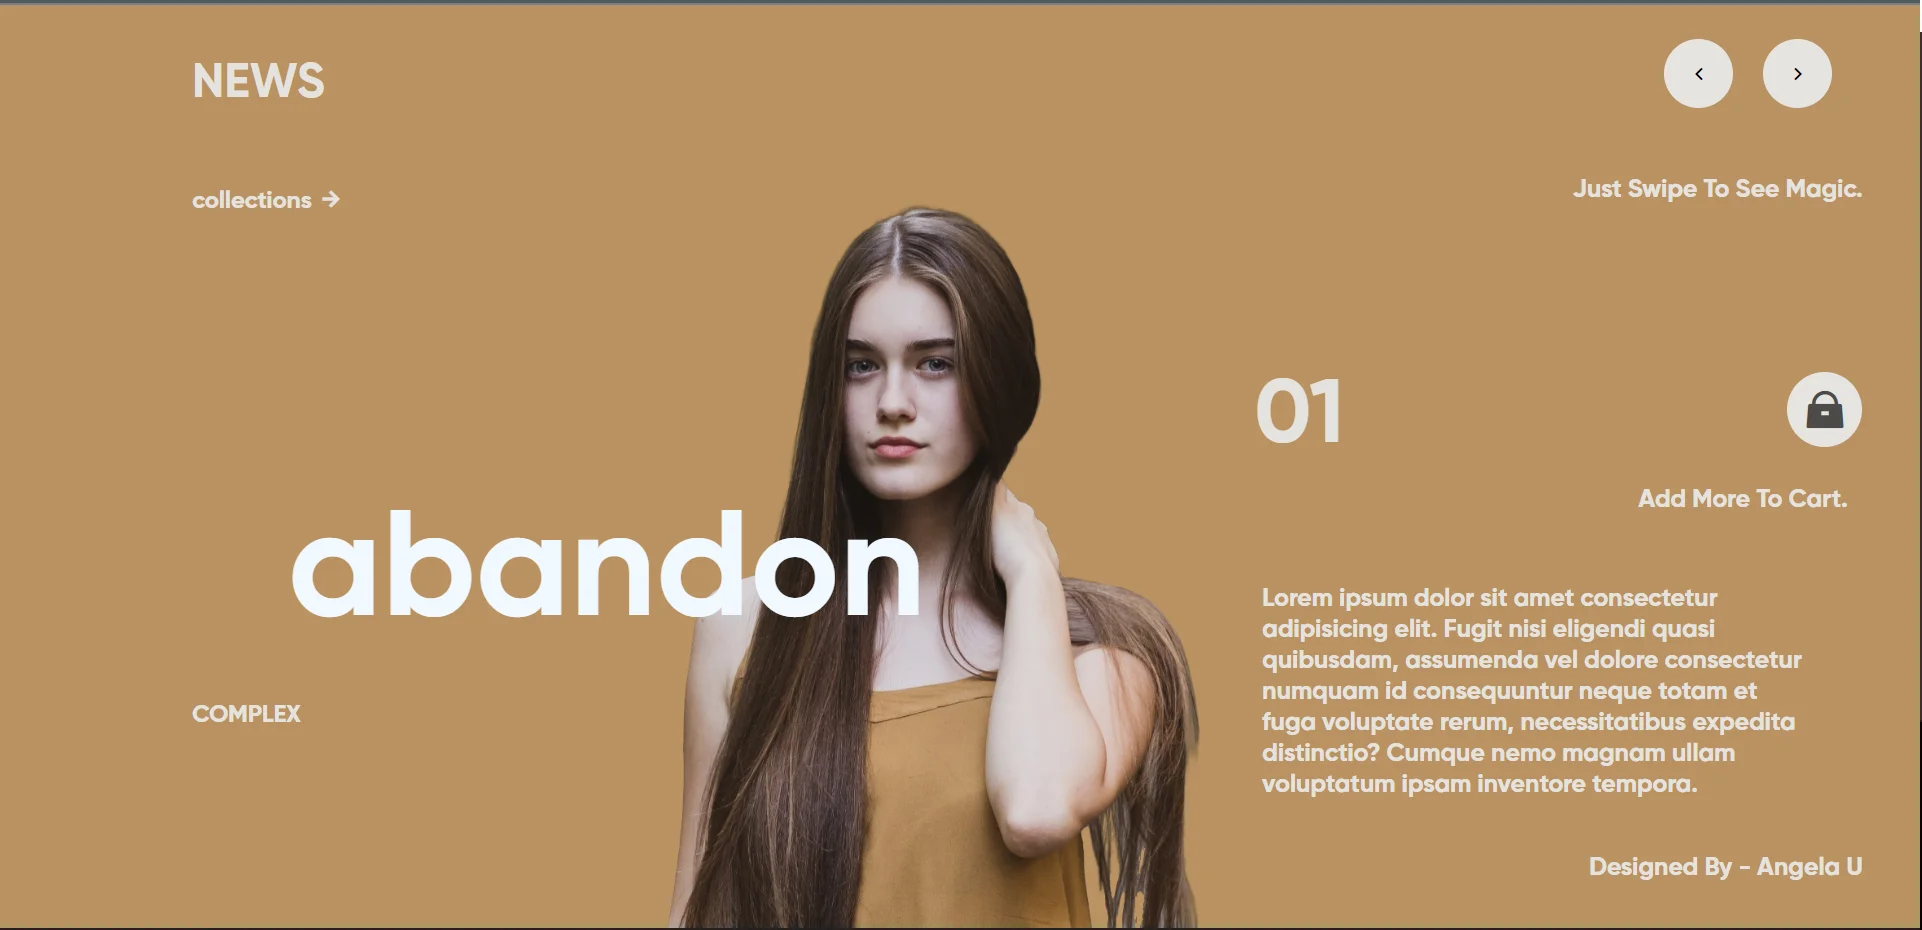 NEWS
collections →
Just Swipe To See Magic.
01
Add More To Cart.
abandon
COMPLEX
Lorem ipsum dolor sit amet consectetur
adipisicing elit. Fugit nisi eligendi quasi
quibusdam, assumenda vel dolore consectetur
numquam id consequuntur neque totam et
fuga voluptate rerum, necessitatibus expedita
distinctio? Cumque nemo magnam ullam
voluptatum ipsam inventore tempora.
Designed By - Angela U